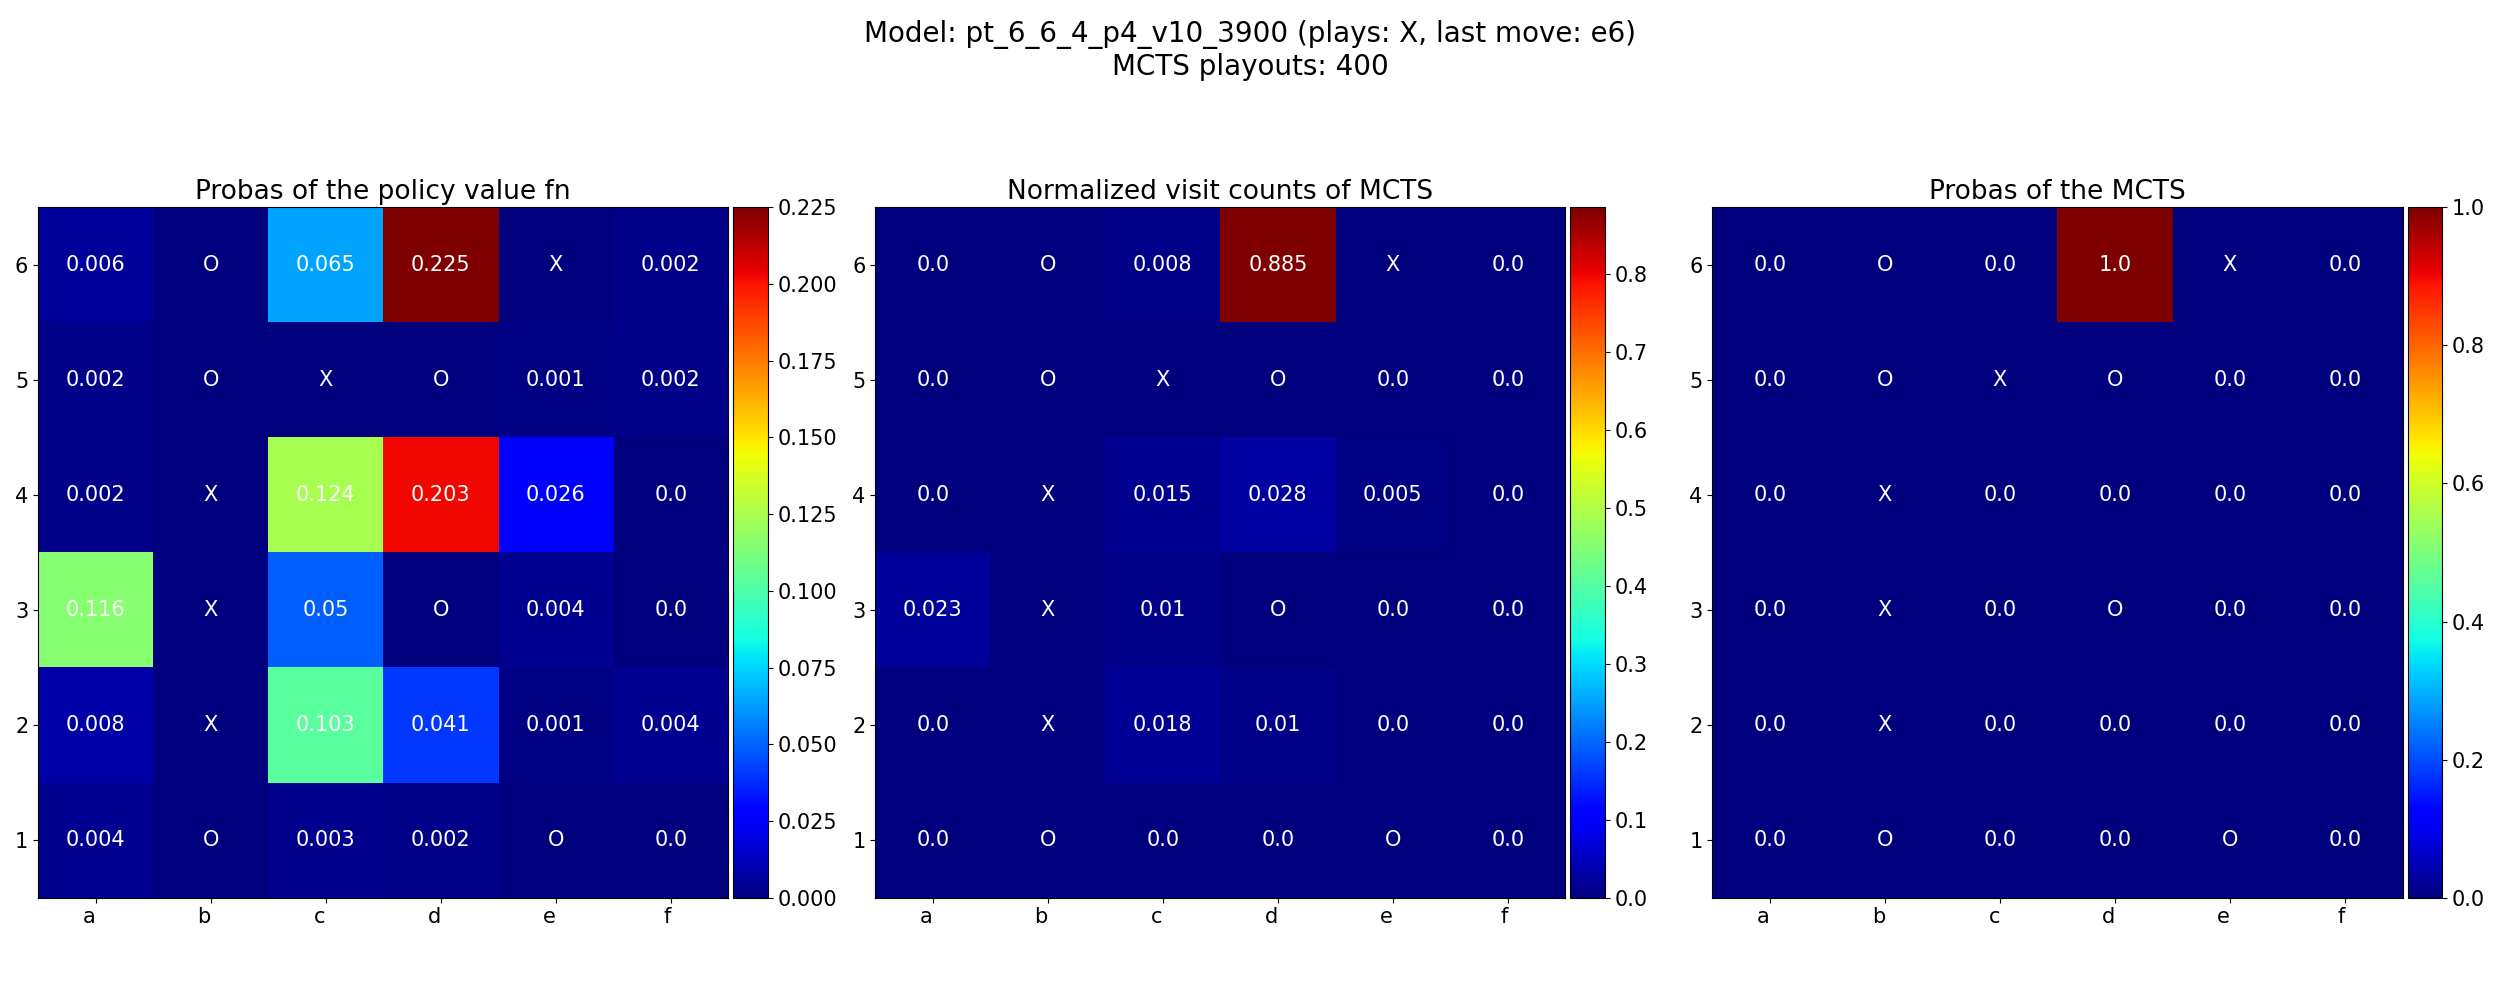 Model: pt_6_6_4_p4_v10_3900 (plays: X, last move: e6)
MCTS playouts: 400
Probas of the policy value fn
6 0.006 O 0.065 0.225 X 0.002
5 0.002 O X O 0.001 0.002
4 0.002 X 0.124 0.203 0.026 0.0
3 0.116 X 0.05 O 0.004 0.0
2 0.008 X 0.103 0.041 0.001 0.004
1 0.004 O 0.003 0.002 O 0.0
a b c d e f
0.225
0.200
0.175
0.150
0.125
0.100
0.075
0.050
0.025
0.000
Normalized visit counts of MCTS
6 0.0 O 0.008 0.885 X 0.0
5 0.0 O X O 0.0 0.0
4 0.0 X 0.015 0.028 0.005 0.0
3 0.023 X 0.01 O 0.0 0.0
2 0.0 X 0.018 0.01 0.0 0.0
1 0.0 O 0.0 0.0 O 0.0
a b c d e f
0.8
0.7
0.6
0.5
0.4
0.3
0.2
0.1
0.0
Probas of the MCTS
6 0.0 O 0.0 1.0 X 0.0
5 0.0 O X O 0.0 0.0
4 0.0 X 0.0 0.0 0.0 0.0
3 0.0 X 0.0 O 0.0 0.0
2 0.0 X 0.0 0.0 0.0 0.0
1 0.0 O 0.0 0.0 O 0.0
a b c d e f
1.0
0.8
0.6
0.4
0.2
0.0